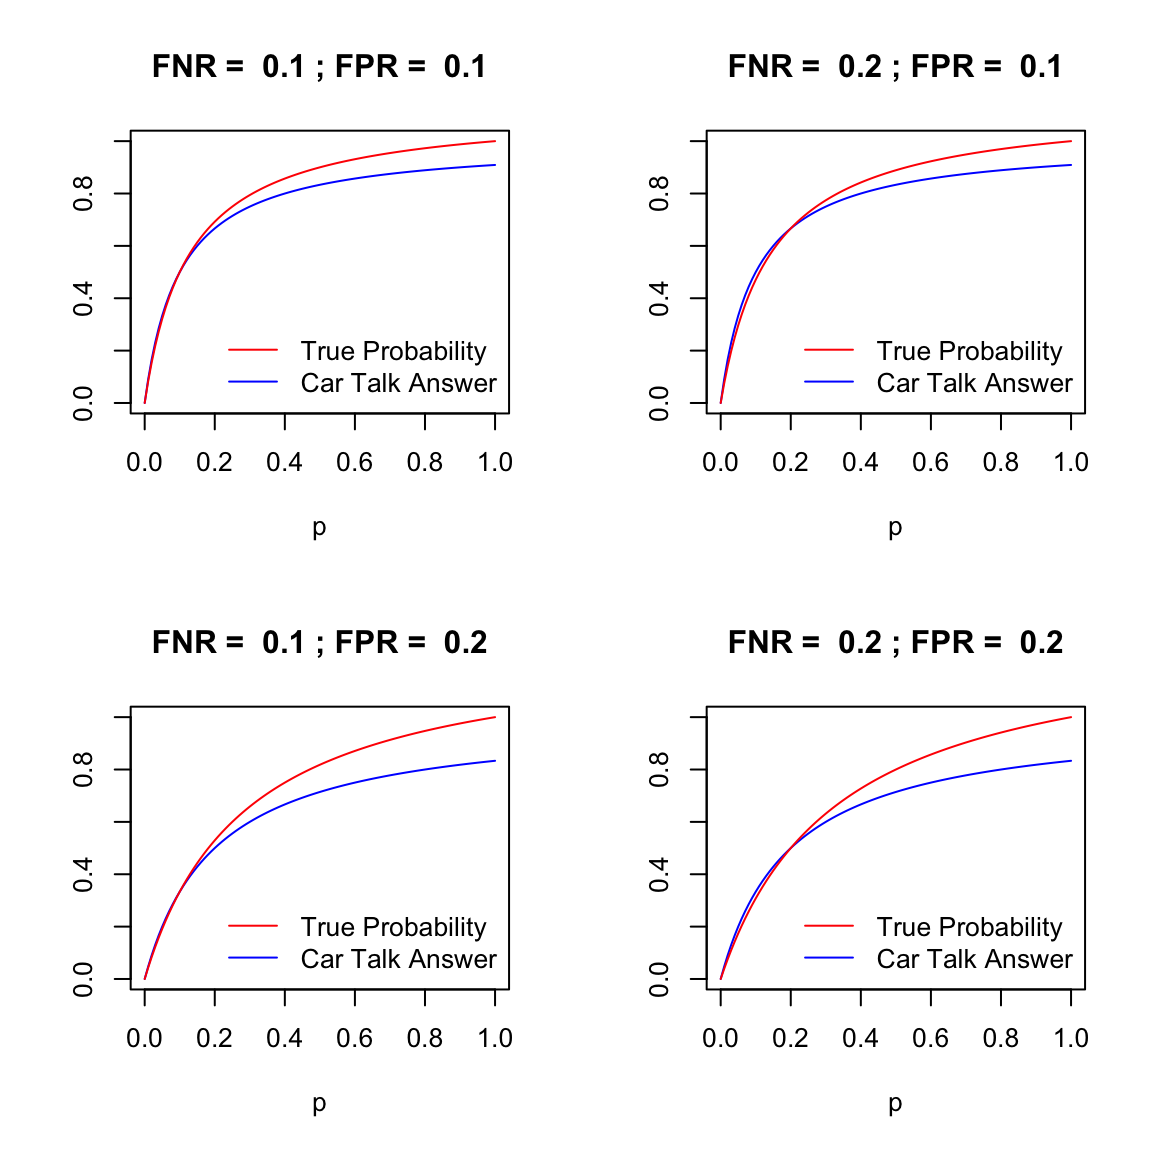 FNR =  0.1 ; FPR =  0.1
0.8
0.4
0.0
True Probability
Car Talk Answer
0.0 0.2 0.4 0.6 0.8 1.0
p
FNR =  0.2 ; FPR =  0.1
0.8
0.4
0.0
True Probability
Car Talk Answer
0.0 0.2 0.4 0.6 0.8 1.0
p
FNR =  0.1 ; FPR =  0.2
0.8
0.4
0.0
True Probability
Car Talk Answer
0.0 0.2 0.4 0.6 0.8 1.0
p
FNR =  0.2 ; FPR =  0.2
0.8
0.4
0.0
True Probability
Car Talk Answer
0.0 0.2 0.4 0.6 0.8 1.0
p